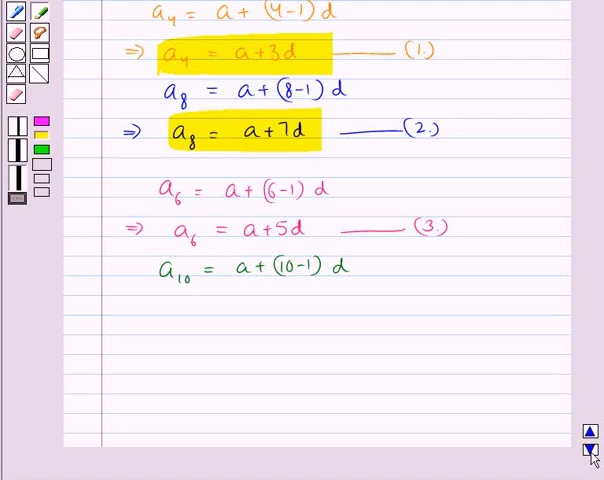 a₄ = a + (4-1) d
⇒ a₄ = a+3d ——— (1.)
a₈ = a+(8-1) d
⇒ a₈ = a+7d ——— (2.)
a₆ = a+(6-1) d
⇒ a₆ = a+5d ——— (3.)
a₁₀ = a+(10-1) d